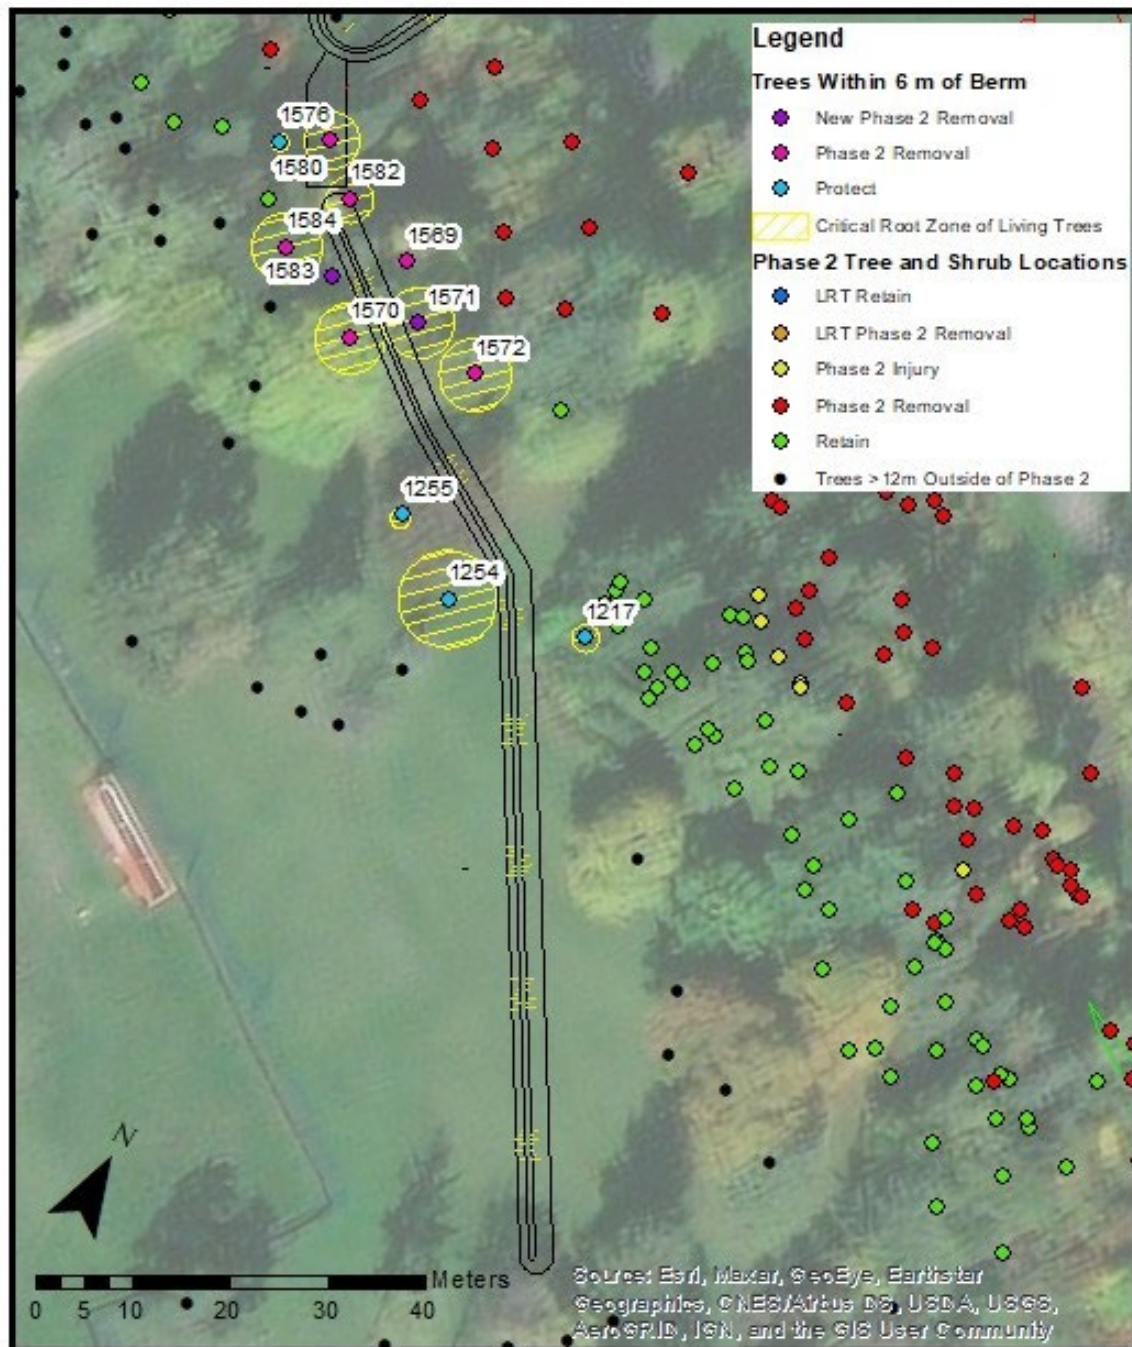 Legend
Trees Within 6 m of Berm
New Phase 2 Removal
Phase 2 Removal
Protect
Critical Root Zone of Living Trees
Phase 2 Tree and Shrub Locations
LRT Retain
LRT Phase 2 Removal
Phase 2 Injury
Phase 2 Removal
Retain
Trees > 12m Outside of Phase 2
1576
1580
1582
1584
1569
1583
1570
1571
1572
1255
1254
1217
N
Meters
0 5 10 20 30 40
Source: Esri, Maxar, GeoEye, Earthstar
Geographics, CNES/Airbus DS, USDA, USGS,
AeroGRID, IGN, and the GIS User Community